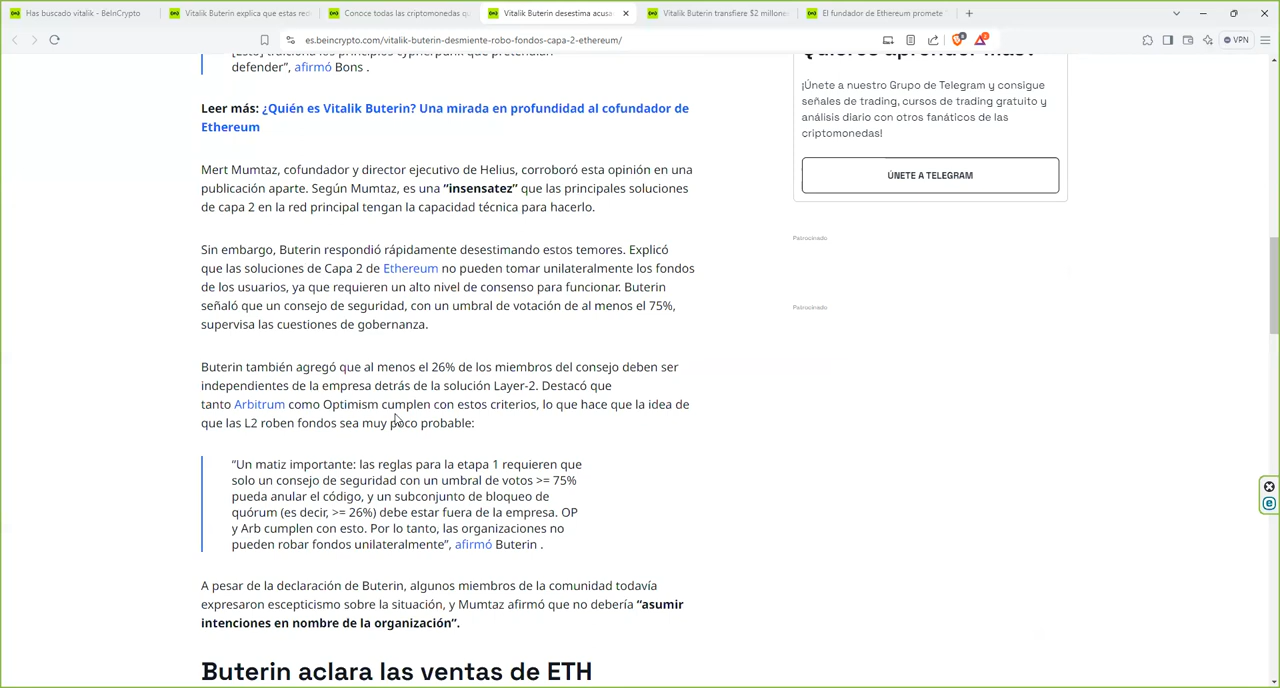 Has buscado vitalik - BeInCrypto
Vitalik Buterin explica que estas red
Conoce todas las criptomonedas q
Vitalik Buterin desestima acusa
Vitalik Buterin transfiere $2 millone
El fundador de Ethereum promete
es.beincrypto.com/vitalik-buterin-desmiente-robo-fondos-capa-2-ethereum/
VPN
defender”, afirmó Bons .
Leer más: ¿Quién es Vitalik Buterin? Una mirada en profundidad al cofundador de
Ethereum
Mert Mumtaz, cofundador y director ejecutivo de Helius, corroboró esta opinión en una
publicación aparte. Según Mumtaz, es una “insensatez” que las principales soluciones
de capa 2 en la red principal tengan la capacidad técnica para hacerlo.
Sin embargo, Buterin respondió rápidamente desestimando estos temores. Explicó
que las soluciones de Capa 2 de Ethereum no pueden tomar unilateralmente los fondos
de los usuarios, ya que requieren un alto nivel de consenso para funcionar. Buterin
señaló que un consejo de seguridad, con un umbral de votación de al menos el 75%,
supervisa las cuestiones de gobernanza.
Buterin también agregó que al menos el 26% de los miembros del consejo deben ser
independientes de la empresa detrás de la solución Layer-2. Destacó que
tanto Arbitrum como Optimism cumplen con estos criterios, lo que hace que la idea de
que las L2 roben fondos sea muy poco probable:
“Un matiz importante: las reglas para la etapa 1 requieren que
solo un consejo de seguridad con un umbral de votos >= 75%
pueda anular el código, y un subconjunto de bloqueo de
quórum (es decir, >= 26%) debe estar fuera de la empresa. OP
y Arb cumplen con esto. Por lo tanto, las organizaciones no
pueden robar fondos unilateralmente”, afirmó Buterin .
A pesar de la declaración de Buterin, algunos miembros de la comunidad todavía
expresaron escepticismo sobre la situación, y Mumtaz afirmó que no debería “asumir
intenciones en nombre de la organización”.
Buterin aclara las ventas de ETH
¡Únete a nuestro Grupo de Telegram y consigue
señales de trading, cursos de trading gratuito y
análisis diario con otros fanáticos de las
criptomonedas!
ÚNETE A TELEGRAM
Patrocinado
Patrocinado